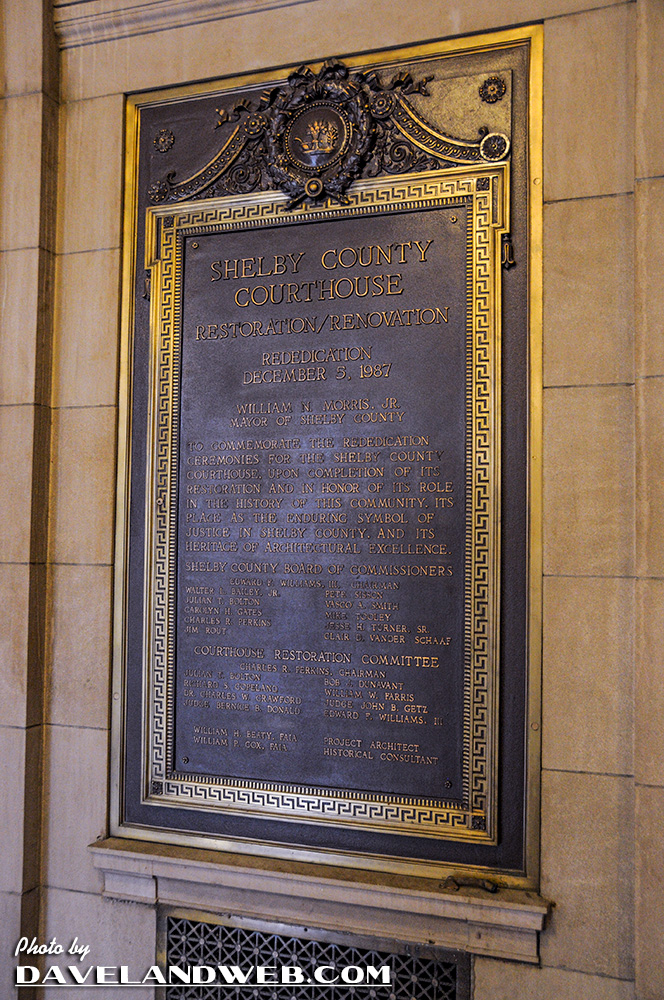 SHELBY COUNTY
COURTHOUSE
RESTORATION/RENOVATION
REDEDICATION
DECEMBER 5, 1987
WILLIAM N. MORRIS, JR.
MAYOR OF SHELBY COUNTY
TO COMMEMORATE THE REDEDICATION
CEREMONIES FOR THE SHELBY COUNTY
COURTHOUSE, UPON COMPLETION OF ITS
RESTORATION AND IN HONOR OF ITS ROLE
IN THE HISTORY OF THIS COMMUNITY, ITS
PLACE AS THE ENDURING SYMBOL OF
JUSTICE IN SHELBY COUNTY, AND ITS
HERITAGE OF ARCHITECTURAL EXCELLENCE.
SHELBY COUNTY BOARD OF COMMISSIONERS
EDWARD F. WILLIAMS, III, CHAIRMAN
WALTER L. BAILEY, JR.
JULIAN T. BOLTON
CAROLYN H. GATES
CHARLES R. PERKINS
JIM ROUT
PETE SISSON
VASCO A. SMITH
MIKE TOOLEY
JESSE H. TURNER, SR.
CLAIR D. VANDER SCHAAF
COURTHOUSE RESTORATION COMMITTEE
CHARLES R. PERKINS, CHAIRMAN
JULIAN T. BOLTON
RICHARD S. COPELAND
DR. CHARLES W. CRAWFORD
JUDGE BERNICE B. DONALD
BOB F. DUNAVANT
WILLIAM W. FARRIS
JUDGE JOHN B. GETZ
EDWARD F. WILLIAMS, III
WILLIAM H. BEATY, FAIA
WILLIAM P. COX, FAIA
PROJECT ARCHITECT
HISTORICAL CONSULTANT
Photo by
DAVELANDWEB.COM